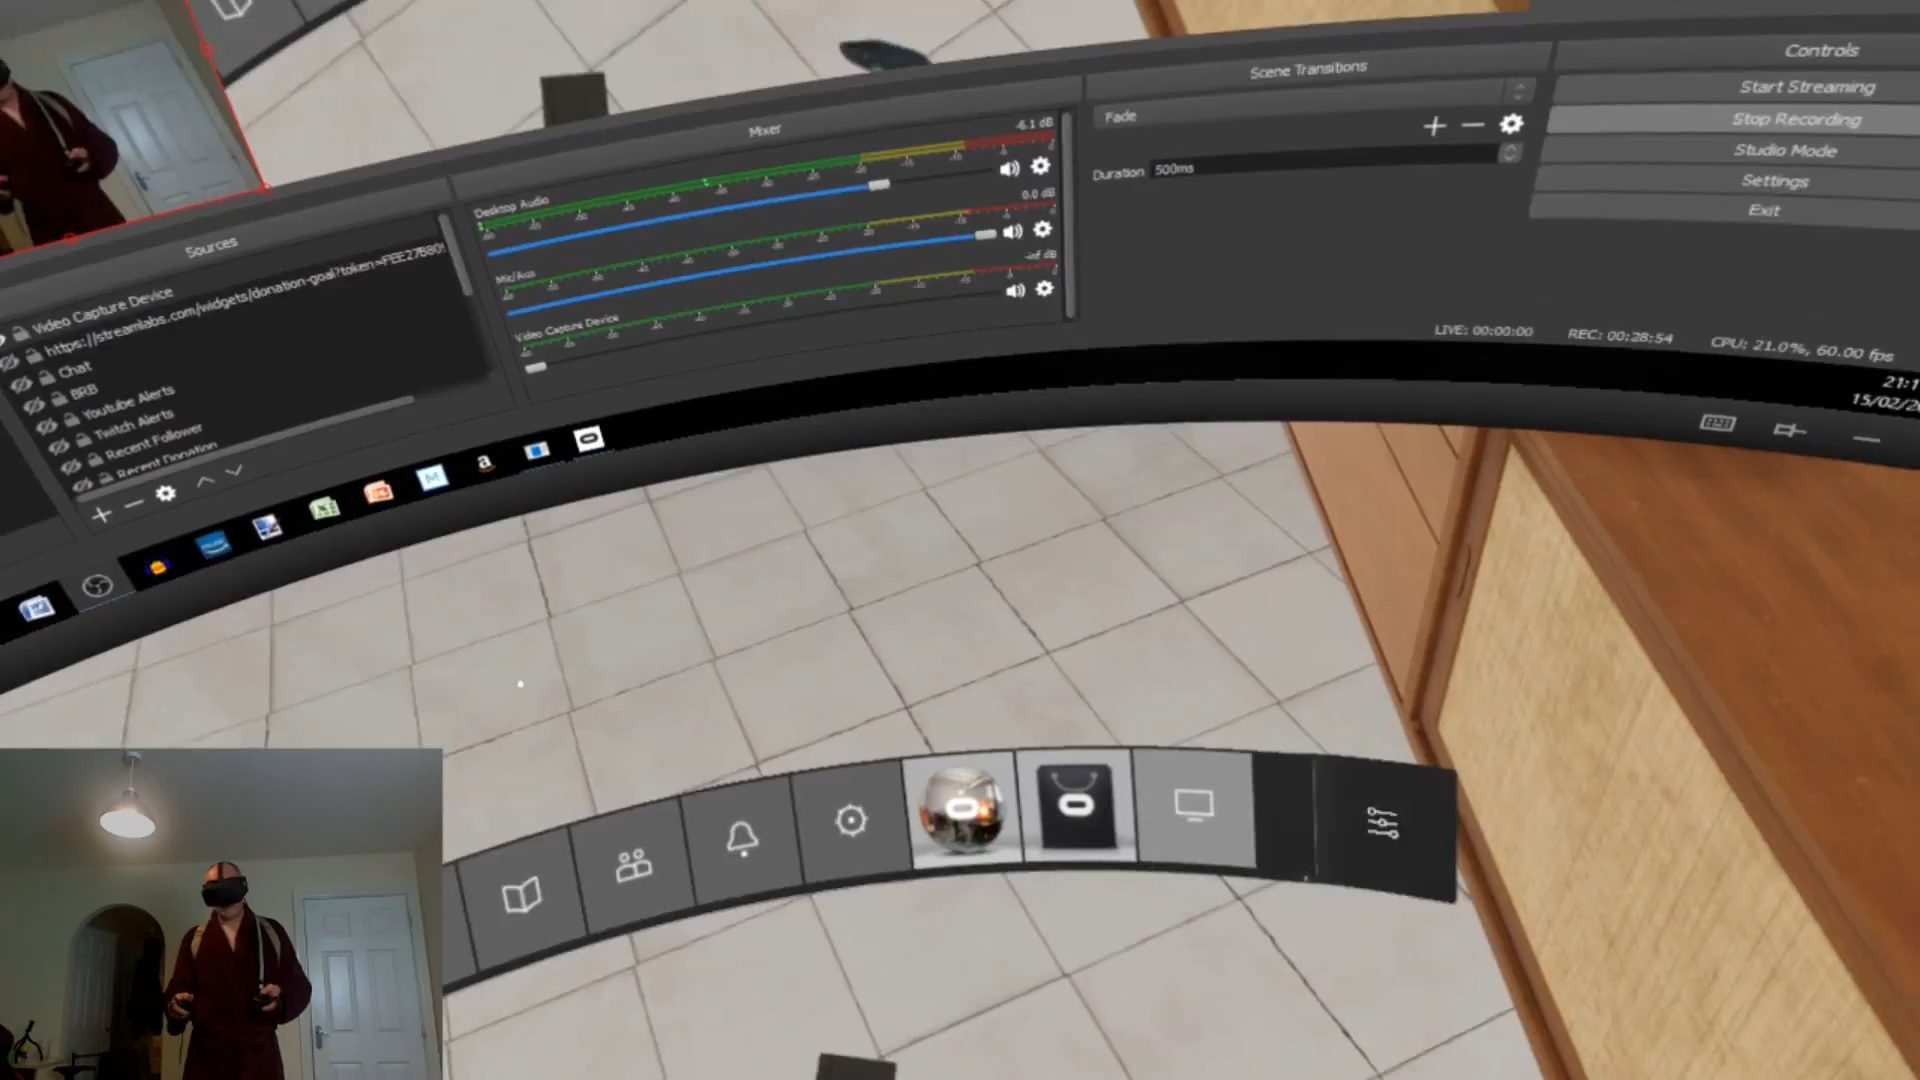 Controls
Scene Transitions
Start Streaming
Fade
Stop Recording
Mixer
-6.1 dB
Studio Mode
Duration 500ms
Settings
Desktop Audio
0.0 dB
Exit
Sources
Mic/Aux
-inf dB
Video Capture Device
Video Capture Device
https://streamlabs.com/widgets/donation-goal?token=FEE27B80
Chat
BRB
Youtube Alerts
Twitch Alerts
Recent Follower
Recent Donation
LIVE: 00:00:00
REC: 00:28:54
CPU: 21.0%, 60.00 fps
21:1
15/02/2